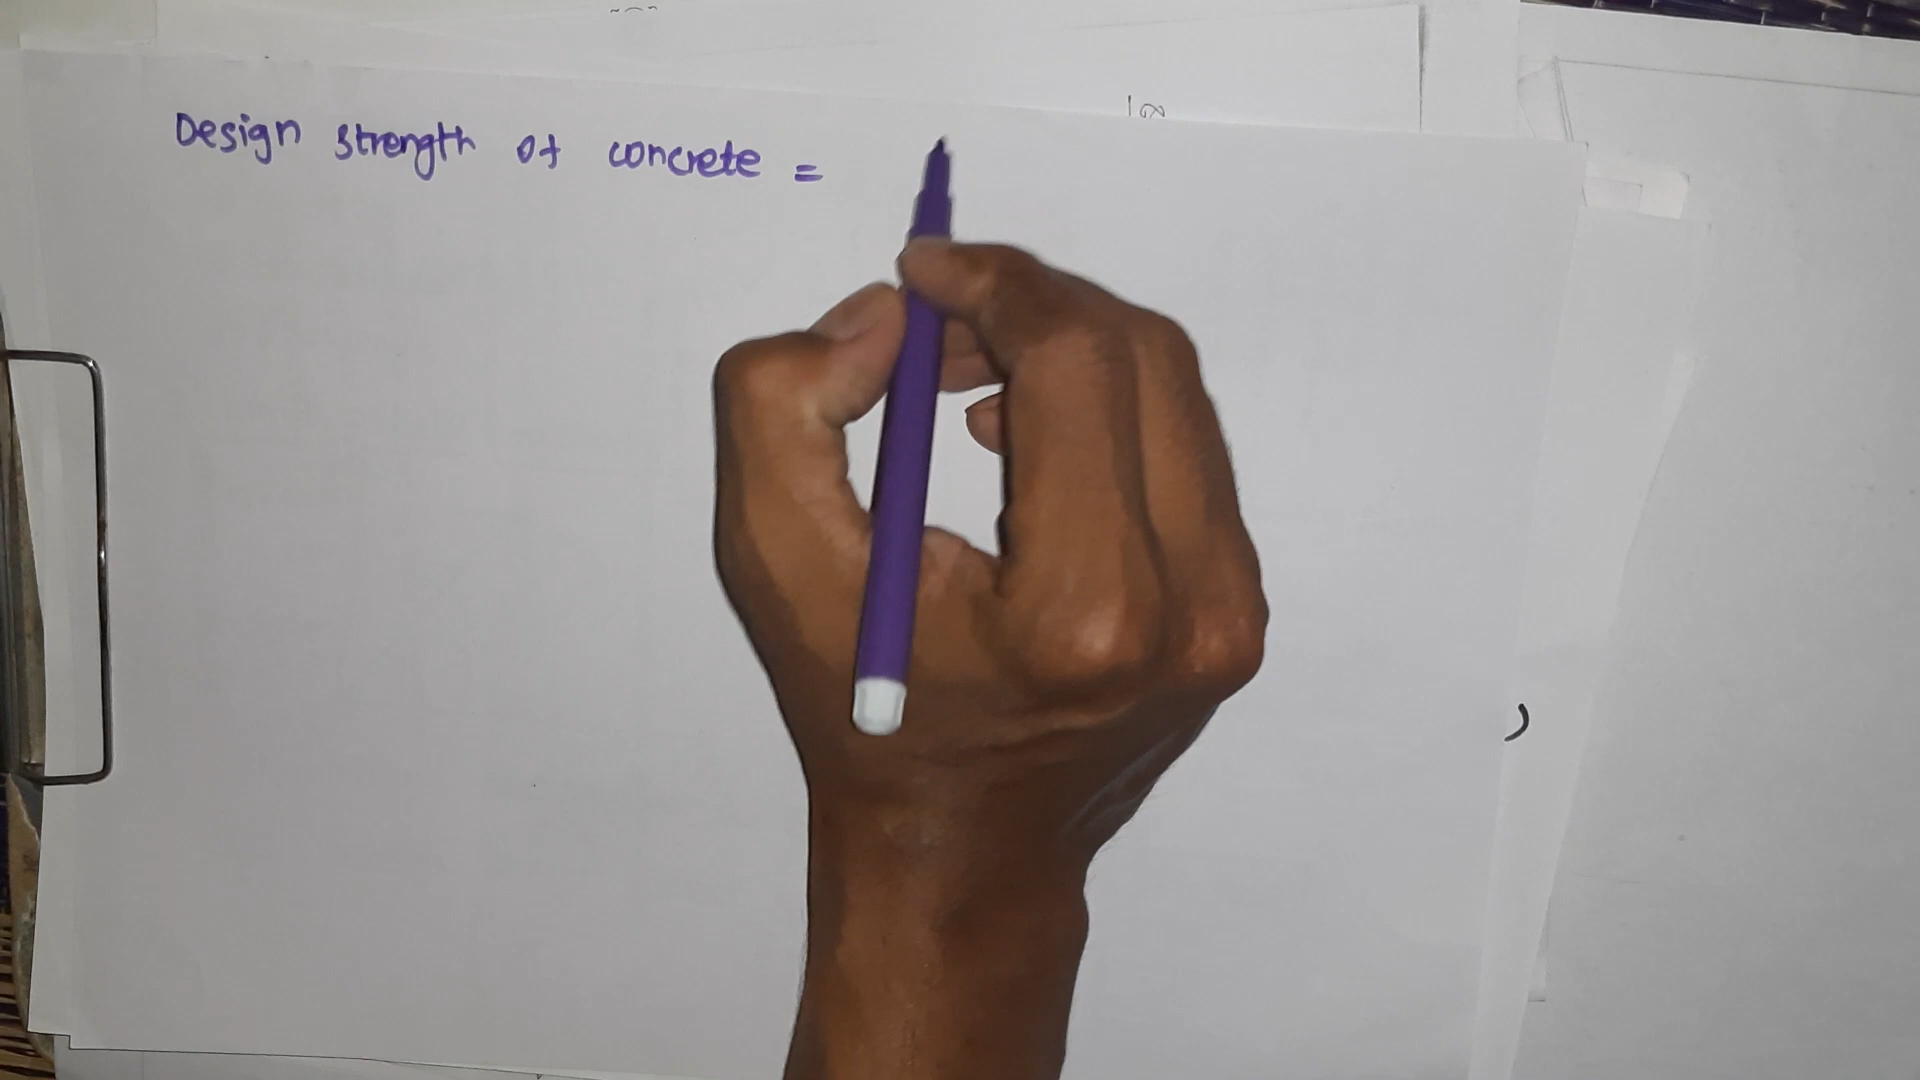 Design strength of concrete =